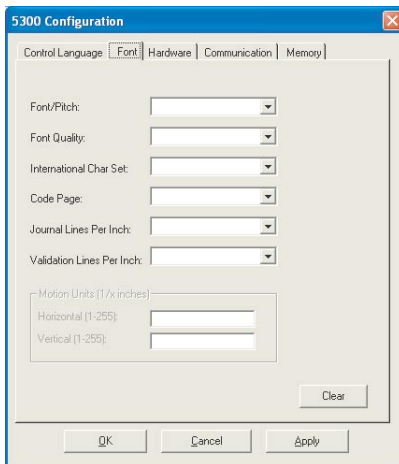 5300 Configuration
Control Language Font Hardware Communication Memory
Font/Pitch:
Font Quality:
International Char Set:
Code Page:
Journal Lines Per Inch:
Validation Lines Per Inch:
Motion Units (1/x inches)
Horizontal (1-255):
Vertical (1-255):
Clear
OK Cancel Apply